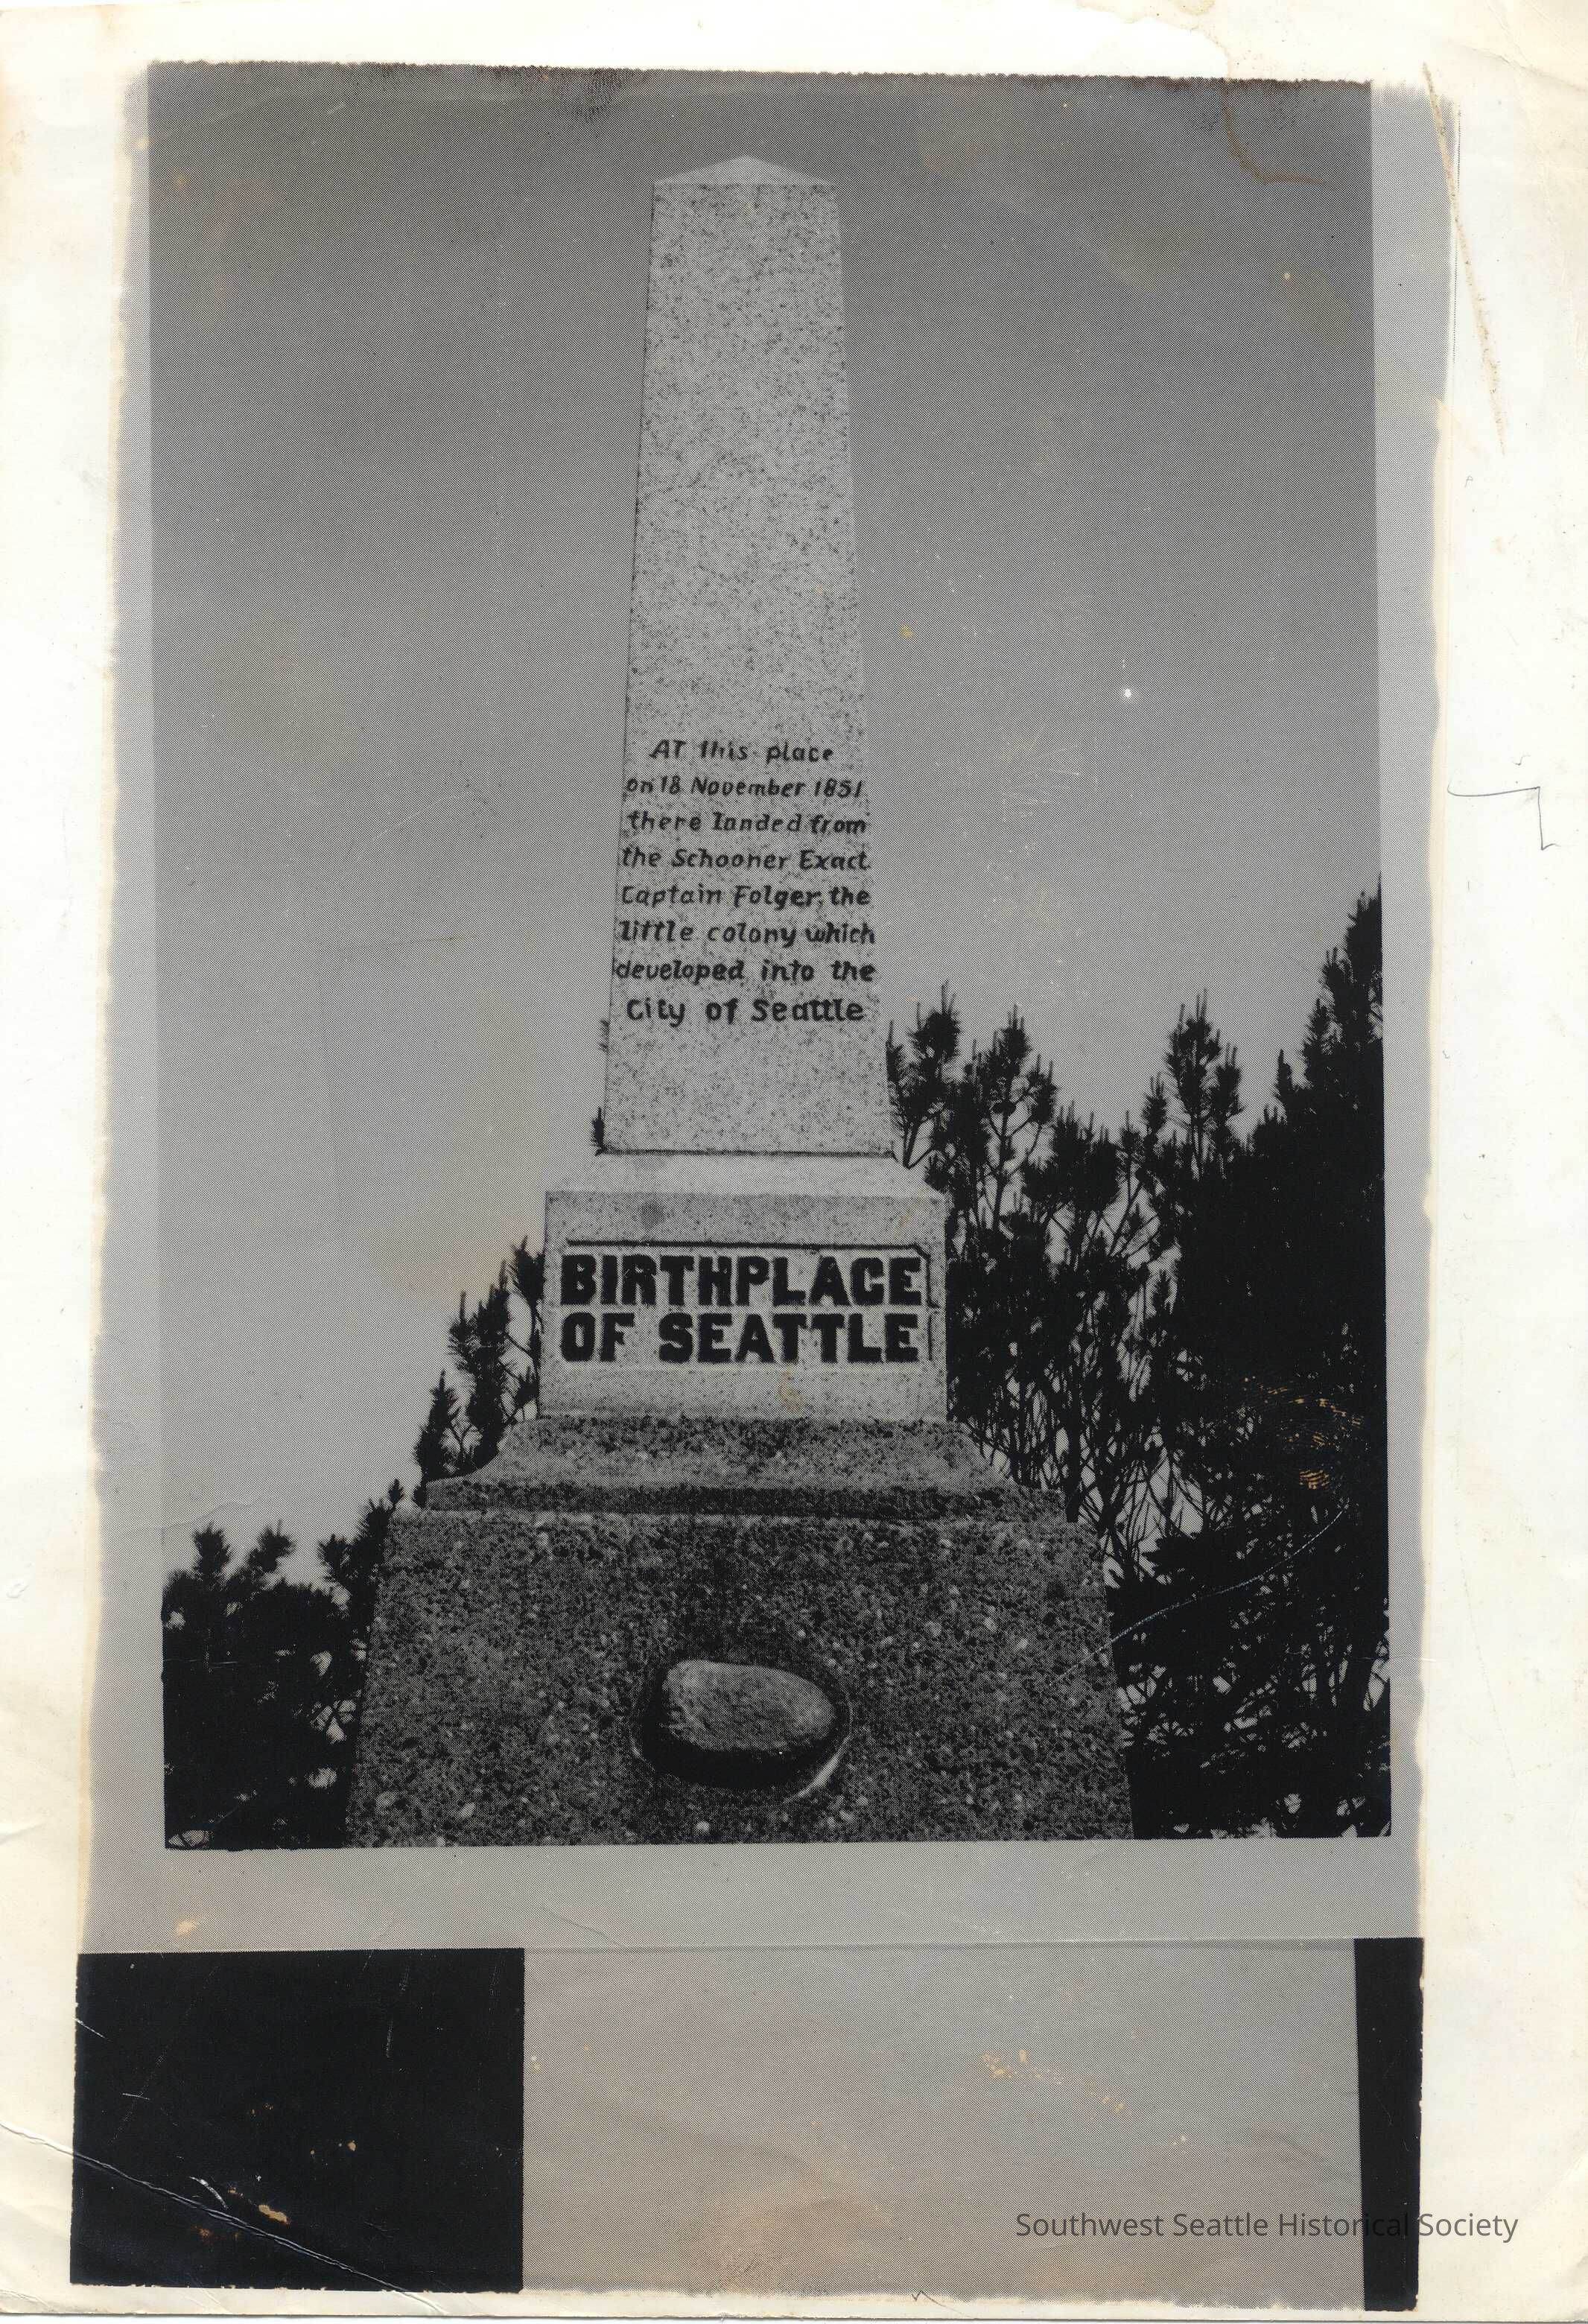 AT this place
on 18 November 1851
there landed from
the Schooner Exact
Captain Folger, the
little colony which
developed into the
City of Seattle
BIRTHPLACE
OF SEATTLE
Southwest Seattle Historical Society